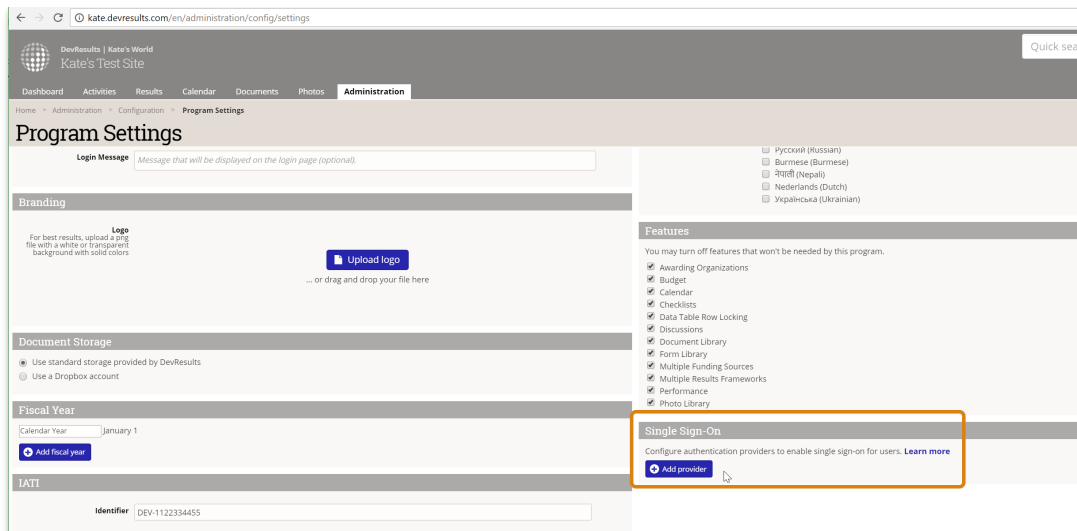 kate.devresults.com/en/administration/config/settings
DevResults | Kate's World
Kate's Test Site
Quick sea
Dashboard Activities Results Calendar Documents Photos Administration
Home » Administration » Configuration » Program Settings
Program Settings
Login Message
Message that will be displayed on the login page (optional).
Branding
Logo
For best results, upload a png
file with a white or transparent
background with solid colors
Upload logo
... or drag and drop your file here
Document Storage
Use standard storage provided by DevResults
Use a Dropbox account
Fiscal Year
Calendar Year January 1
Add fiscal year
IATI
Identifier DEV-1122334455
Русский (Russian)
Burmese (Burmese)
नेपाली (Nepali)
Nederlands (Dutch)
Українська (Ukrainian)
Features
You may turn off features that won't be needed by this program.
Awarding Organizations
Budget
Calendar
Checklists
Data Table Row Locking
Discussions
Document Library
Form Library
Multiple Funding Sources
Multiple Results Frameworks
Performance
Photo Library
Single Sign-On
Configure authentication providers to enable single sign-on for users. Learn more
Add provider